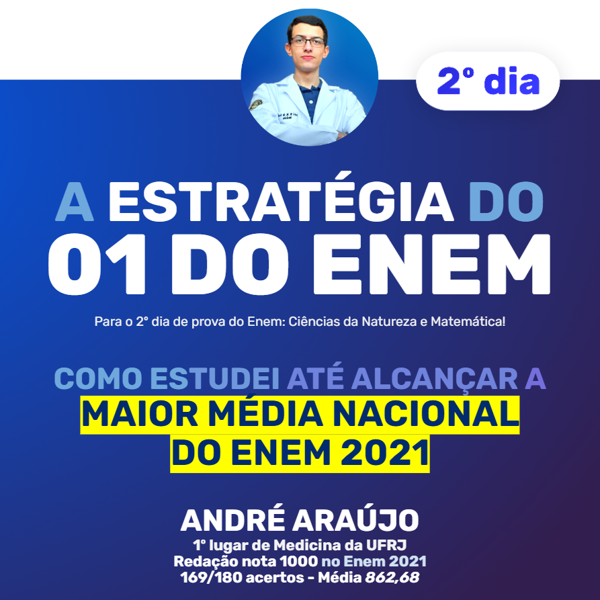 2º dia
A ESTRATÉGIA DO
01 DO ENEM
Para o 2º dia de prova do Enem: Ciências da Natureza e Matemática!
COMO ESTUDEI ATÉ ALCANÇAR A
MAIOR MÉDIA NACIONAL
DO ENEM 2021
ANDRÉ ARAÚJO
1º lugar de Medicina da UFRJ
Redação nota 1000 no Enem 2021
169/180 acertos - Média 862,68